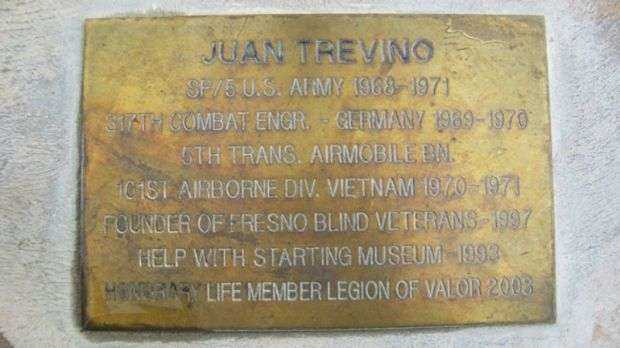 JUAN TREVINO
SP/5 U.S. ARMY 1968-1971
317TH COMBAT ENGR. - GERMANY 1969-1970
5TH TRANS. AIRMOBILE BN.
101ST AIRBORNE DIV. VIETNAM 1970-1971
FOUNDER OF FRESNO BLIND VETERANS-1997
HELP WITH STARTING MUSEUM-1993
HONORARY LIFE MEMBER LEGION OF VALOR 2003